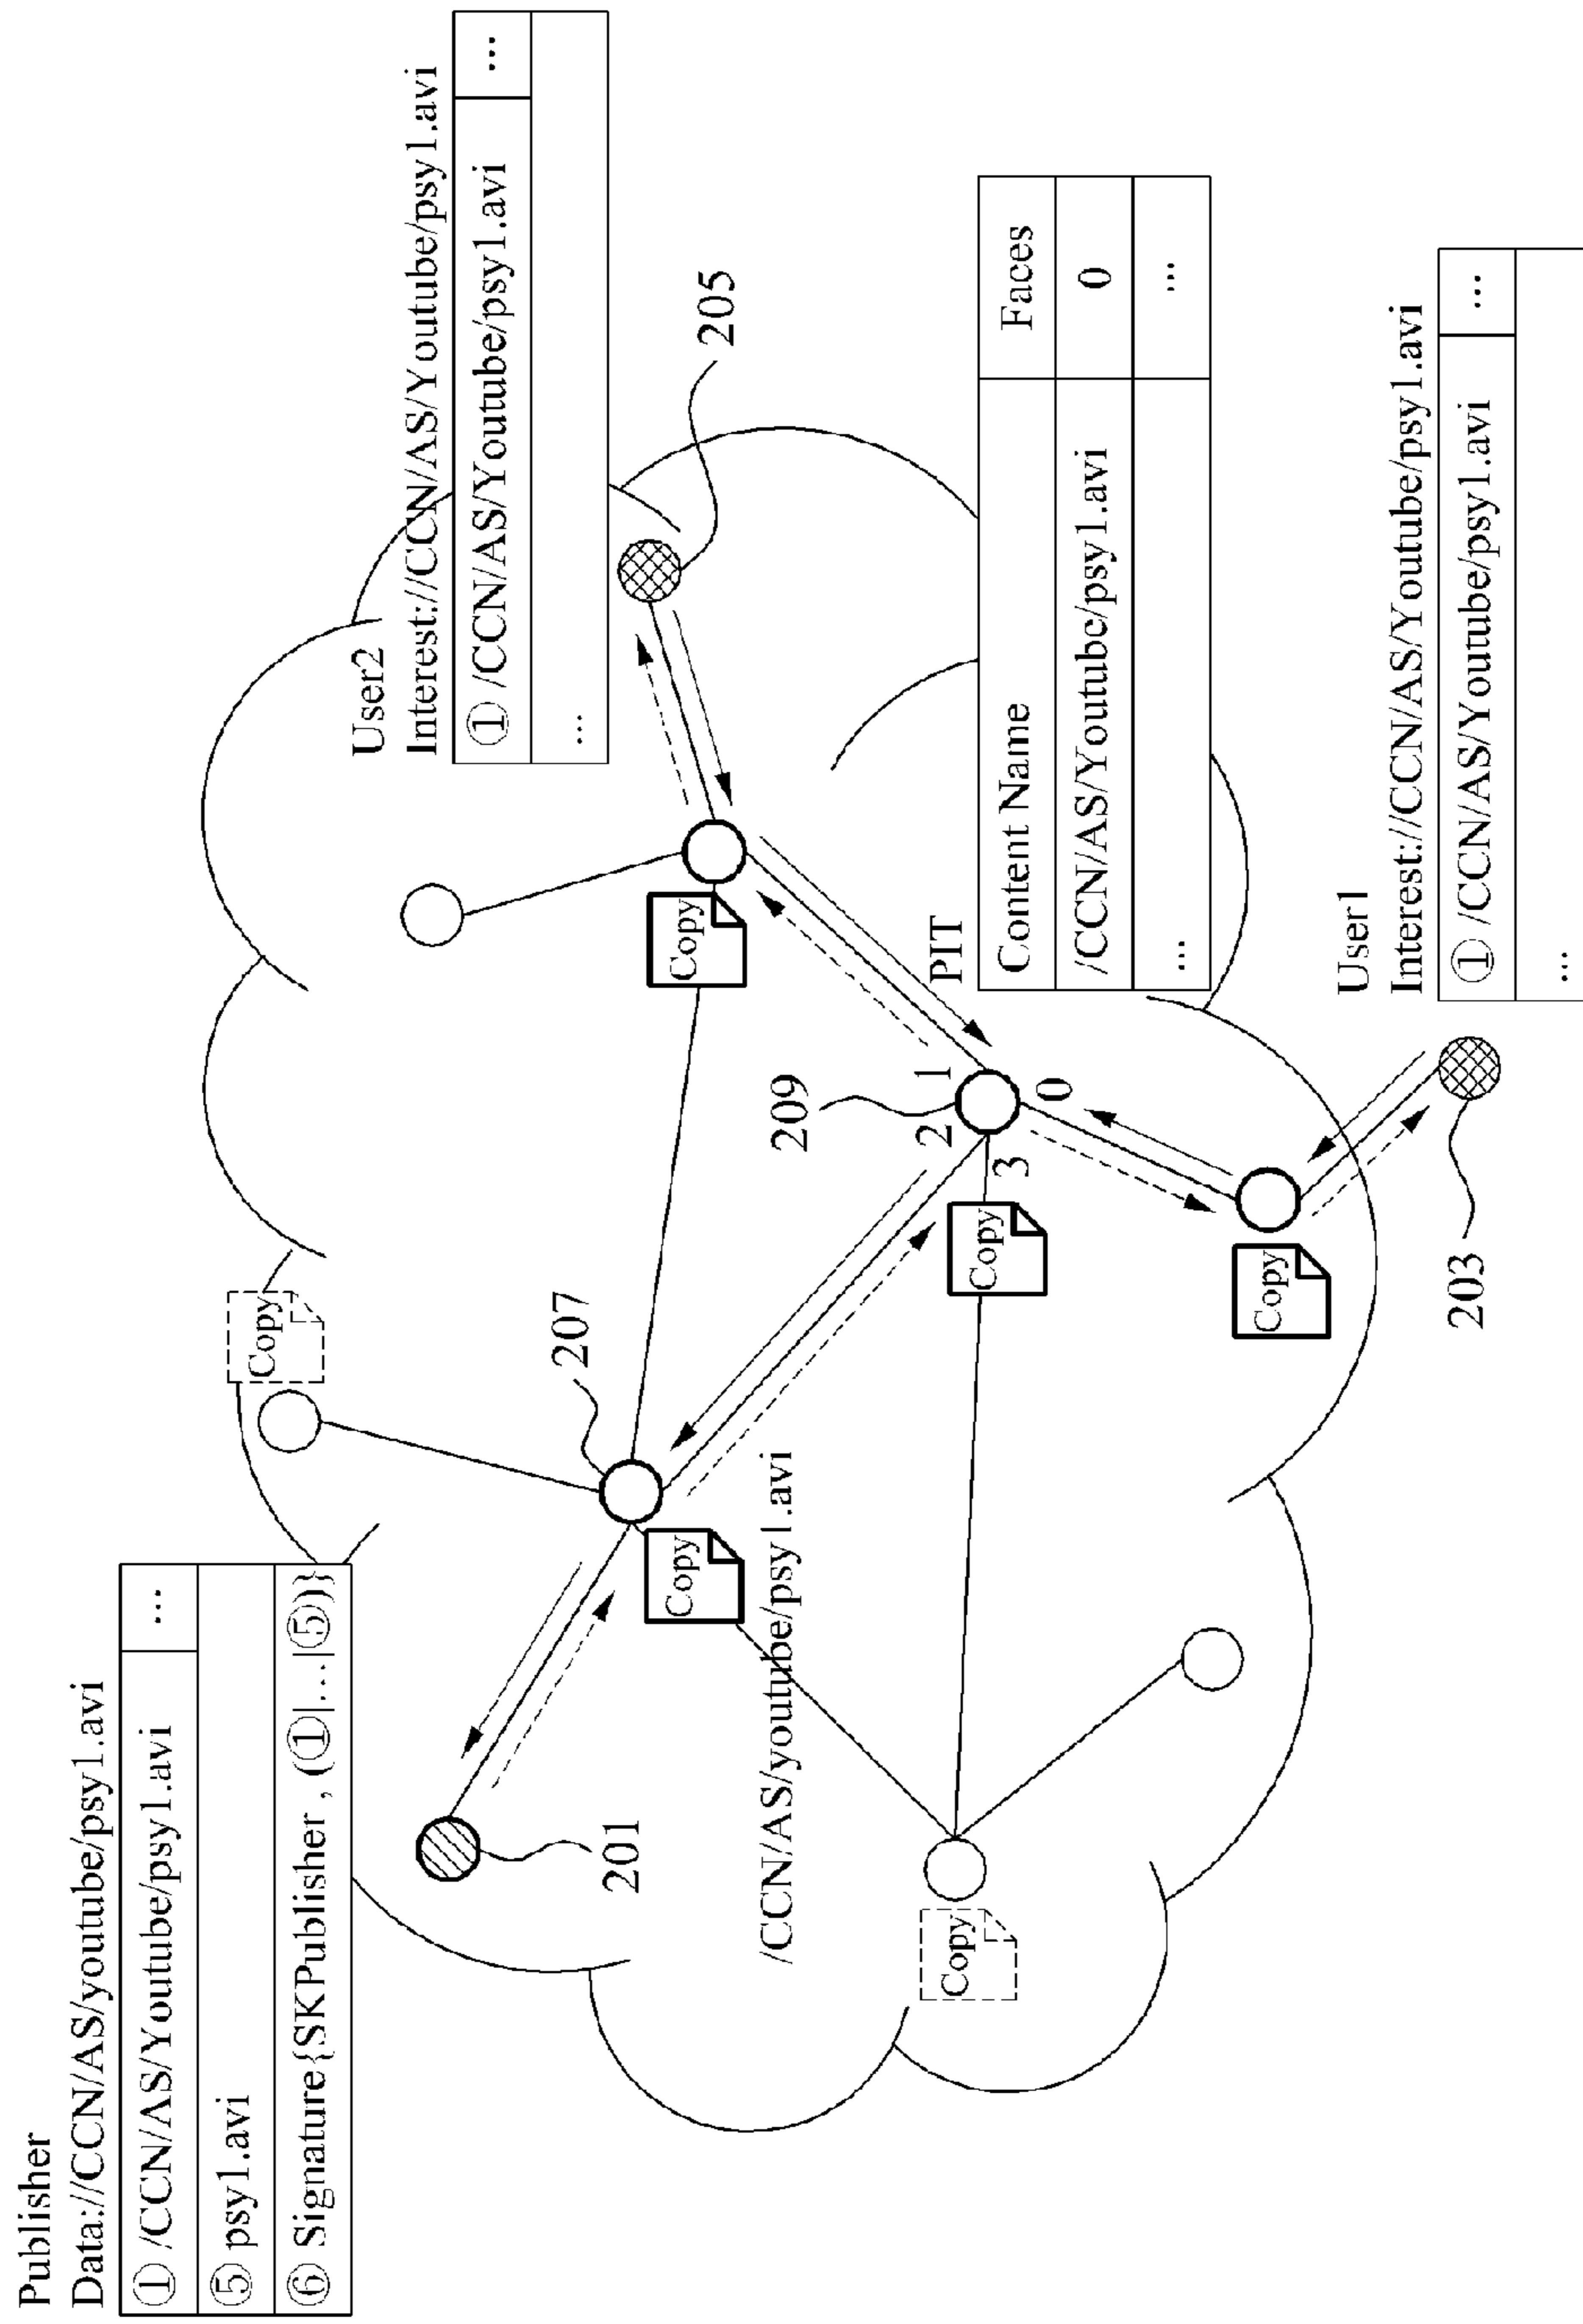 Publisher
Data://CCN/AS/youtube/psy1.avi
① /CCN/AS/Youtube/psy1.avi ...
⑤ psy1.avi
⑥ Signature{SKPublisher , (①|...|⑤)}
Copy
User2
Interest://CCN/AS/Youtube/psy1.avi
① /CCN/AS/Youtube/psy1.avi ...
...
201
207
Copy
Copy
205
/CCN/AS/youtube/psy1.avi
209
1
2
0
3
PIT
Content Name Faces
/CCN/AS/Youtube/psy1.avi 0
... ...
Copy
Copy
Copy
203
User1
Interest://CCN/AS/Youtube/psy1.avi
① /CCN/AS/Youtube/psy1.avi ...
...